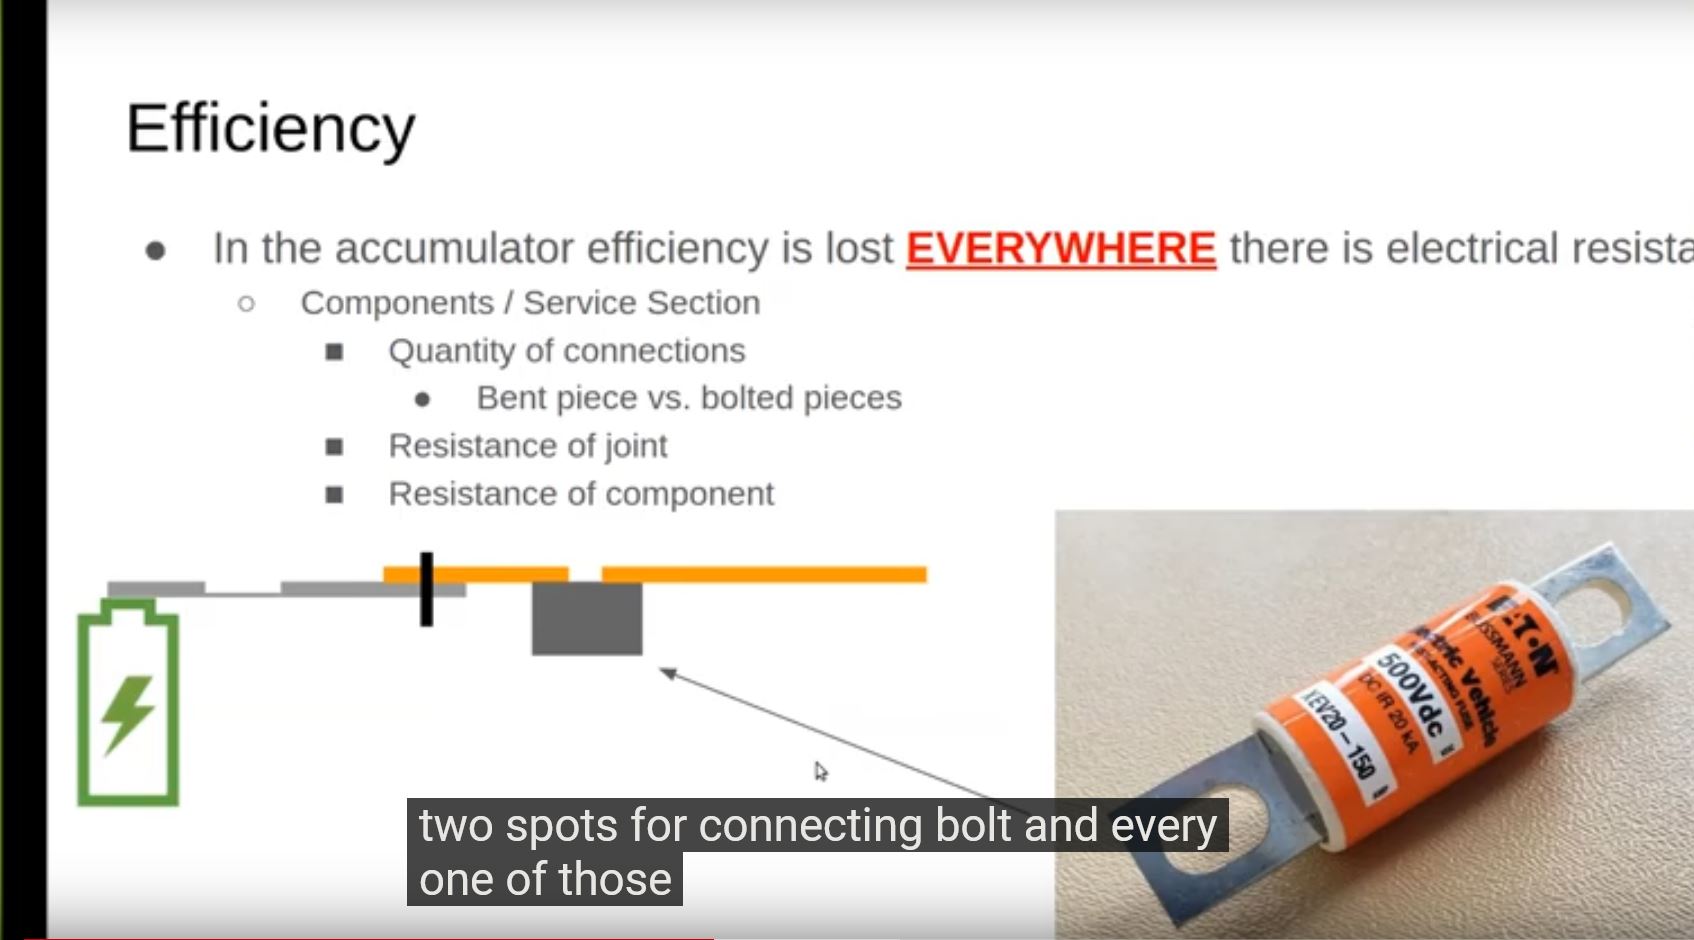 Efficiency
● In the accumulator efficiency is lost EVERYWHERE there is electrical resista
○ Components / Service Section
■ Quantity of connections
● Bent piece vs. bolted pieces
■ Resistance of joint
■ Resistance of component
E·T·N
BUSSMANN
SERIES
Electric Vehicle
FAST-ACTING FUSE
500Vdc
DC IR 20 kA
XEV20-150
two spots for connecting bolt and every
one of those